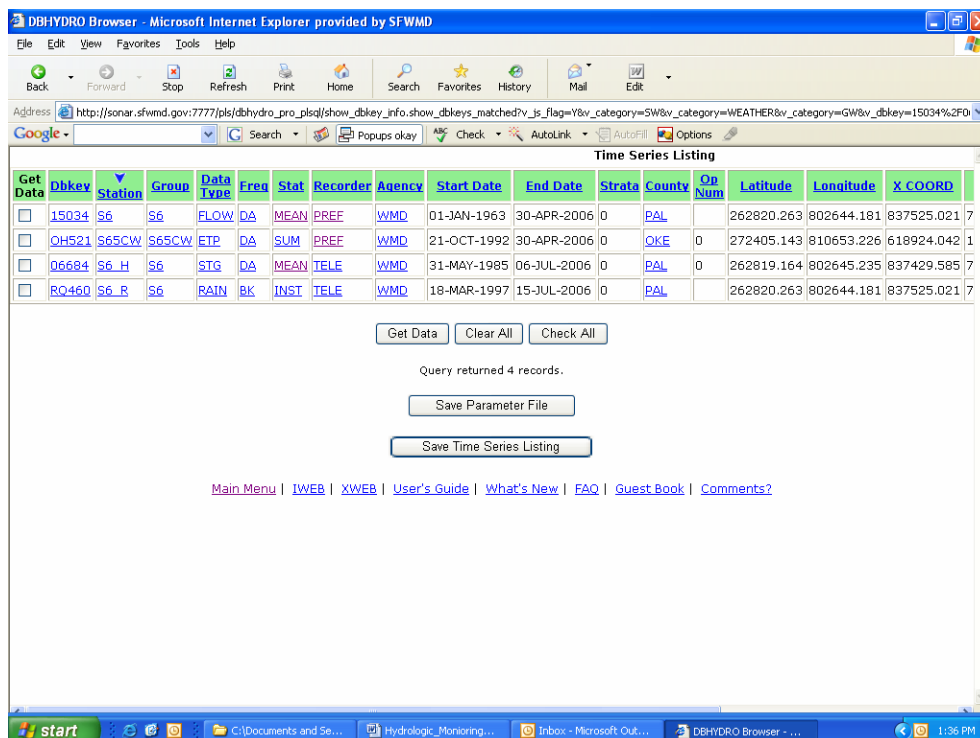 DBHYDRO Browser - Microsoft Internet Explorer provided by SFWMD
File Edit View Favorites Tools Help
Back Forward Stop Refresh Print Home Search Favorites History Mail Edit
Address http://sonar.sfwmd.gov:7777/pls/dbhydro_pro_plsql/show_dbkey_info.show_dbkeys_matched?v_js_flag=Y&v_category=SW&v_category=WEATHER&v_category=GW&v_dbkey=15034%2F0
Google Search Popups okay ABC Check AutoLink AutoFill Options
Time Series Listing
Get Data Dbkey Station Group Data Type Freq Stat Recorder Agency Start Date End Date Strata County Op Num Latitude Longitude X COORD
15034 S6 S6 FLOW DA MEAN PREF WMD 01-JAN-1963 30-APR-2006 0 PAL 262820.263 802644.181 837525.021 7
OH521 S65CW S65CW ETP DA SUM PREF WMD 21-OCT-1992 30-APR-2006 0 OKE 0 272405.143 810653.226 618924.042 1
06684 S6_H S6 STG DA MEAN TELE WMD 31-MAY-1985 06-JUL-2006 0 PAL 0 262819.164 802645.235 837429.585 7
RQ460 S6_R S6 RAIN BK INST TELE WMD 18-MAR-1997 15-JUL-2006 0 PAL 262820.263 802644.181 837525.021 7
Get Data Clear All Check All
Query returned 4 records.
Save Parameter File
Save Time Series Listing
Main Menu | IWEB | XWEB | User's Guide | What's New | FAQ | Guest Book | Comments?
start C:\Documents and Se... Hydrologic_Monioring... Inbox - Microsoft Out... DBHYDRO Browser - ... 1:36 PM